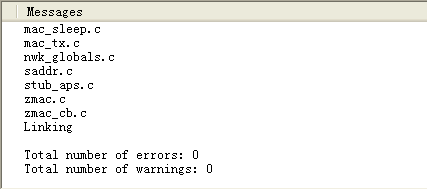 Messages
mac_sleep.c
mac_tx.c
nwk_globals.c
saddr.c
stub_aps.c
zmac.c
zmac_cb.c
Linking
Total number of errors: 0
Total number of warnings: 0